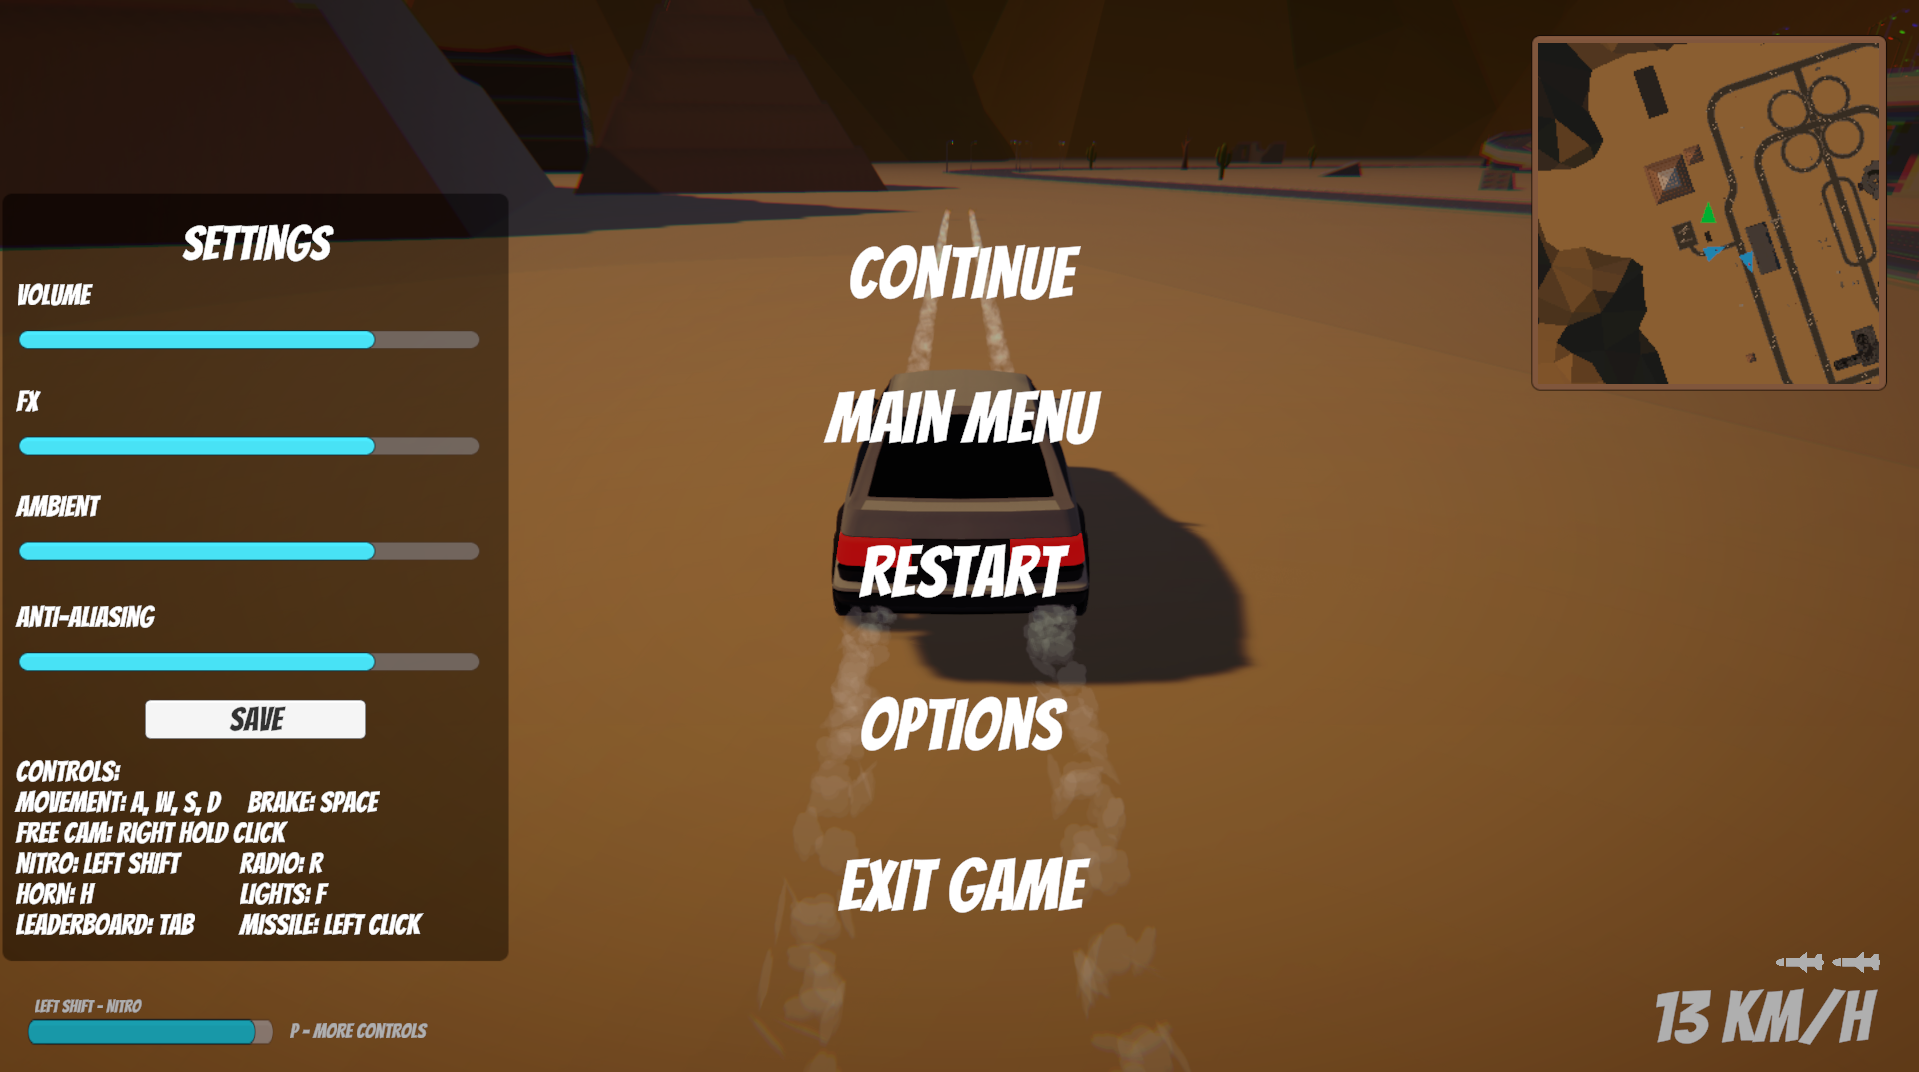 SETTINGS
VOLUME
FX
AMBIENT
ANTI-ALIASING
SAVE
CONTROLS:
MOVEMENT: A, W, S, D BRAKE: SPACE
FREE CAM: RIGHT HOLD CLICK
NITRO: LEFT SHIFT RADIO: R
HORN: H LIGHTS: F
LEADERBOARD: TAB MISSILE: LEFT CLICK
LEFT SHIFT - NITRO
P - MORE CONTROLS
CONTINUE
MAIN MENU
RESTART
OPTIONS
EXIT GAME
13 KM/H